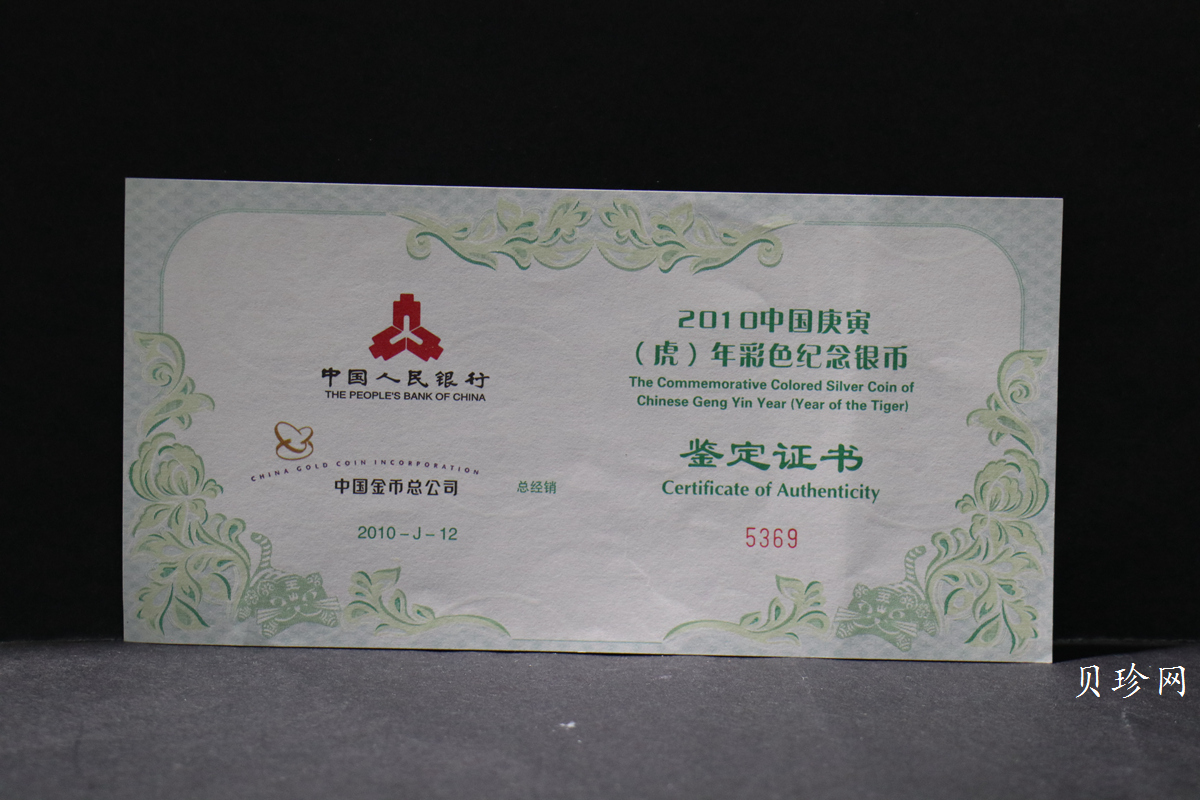 中国人民银行
THE PEOPLE'S BANK OF CHINA
CHINA GOLD COIN INCORPORATION
中国金币总公司 总经销
2010-J-12
2010中国庚寅
（虎）年彩色纪念银币
The Commemorative Colored Silver Coin of
Chinese Geng Yin Year (Year of the Tiger)
鉴定证书
Certificate of Authenticity
5369
贝珍网